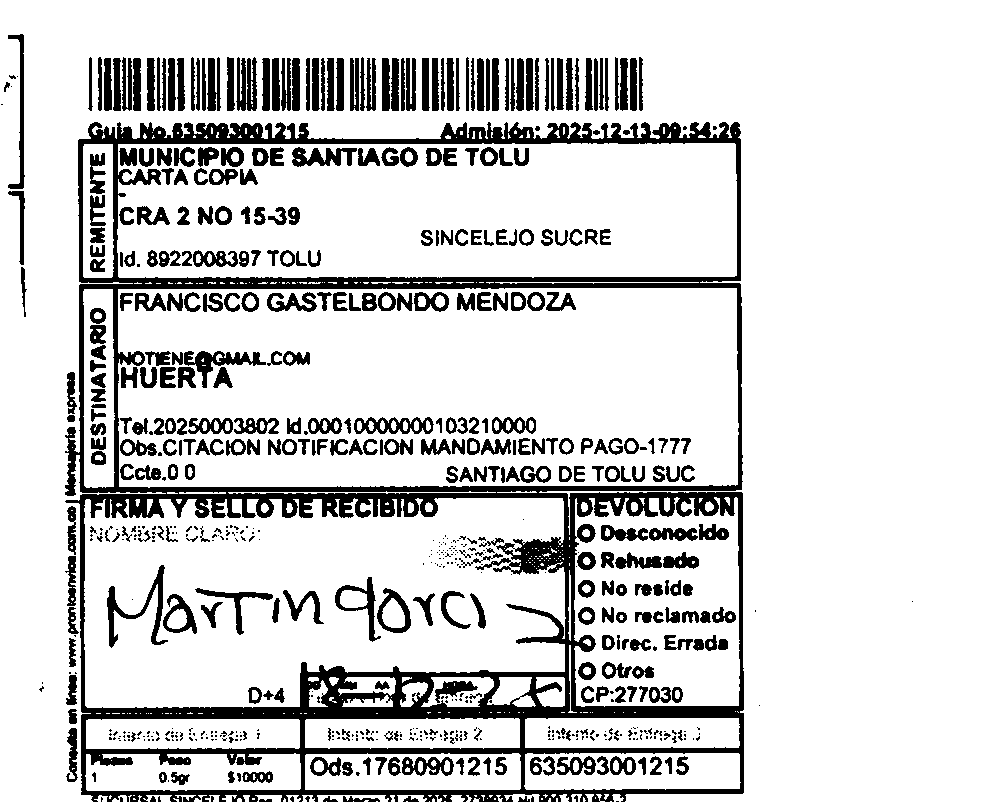 Guia No.635093001215 Admisión: 2025-12-13-09:54:26
REMITENTE
MUNICIPIO DE SANTIAGO DE TOLU
CARTA COPIA
-
CRA 2 NO 15-39
SINCELEJO SUCRE
Id. 8922008397 TOLU
DESTINATARIO
FRANCISCO GASTELBONDO MENDOZA
NOTIENE@GMAIL.COM
HUERTA
Tel.20250003802 Id.000100000000103210000
Obs.CITACION NOTIFICACION MANDAMIENTO PAGO-1777
Ccte.0 0 SANTIAGO DE TOLU SUC
Consulta en linea: www.prontoenvios.com.co | Mensajeria expresa
FIRMA Y SELLO DE RECIBIDO
NOMBRE CLARO:
Martin Garci
D+4
DEVOLUCION
Desconocido
Rehusado
No reside
No reclamado
Direc. Errada
Otros
CP:277030
Intento de Entrega 1 Intento de Entrega 2 Intento de Entrega 3
Piezas Peso Valor
1 0.5gr $10000
Ods.17680901215 635093001215